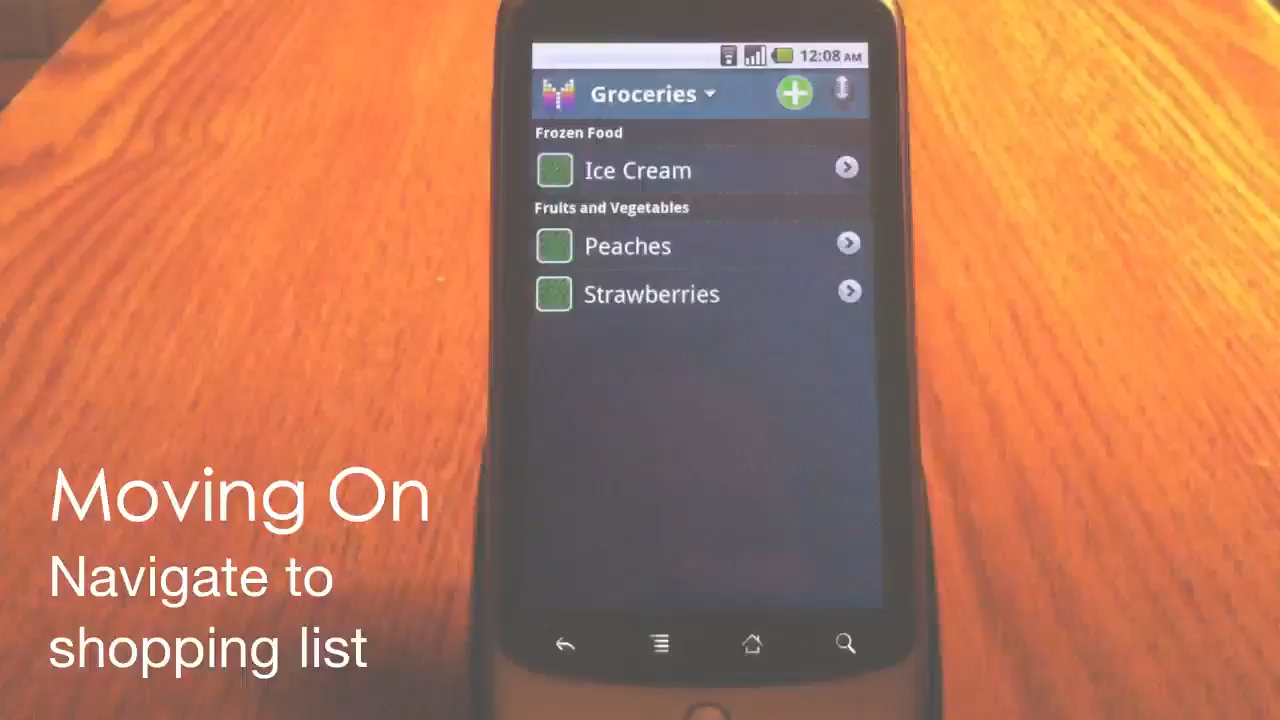 12:08 AM
Groceries
Frozen Food
Ice Cream
Fruits and Vegetables
Peaches
Strawberries
Moving On
Navigate to
shopping list